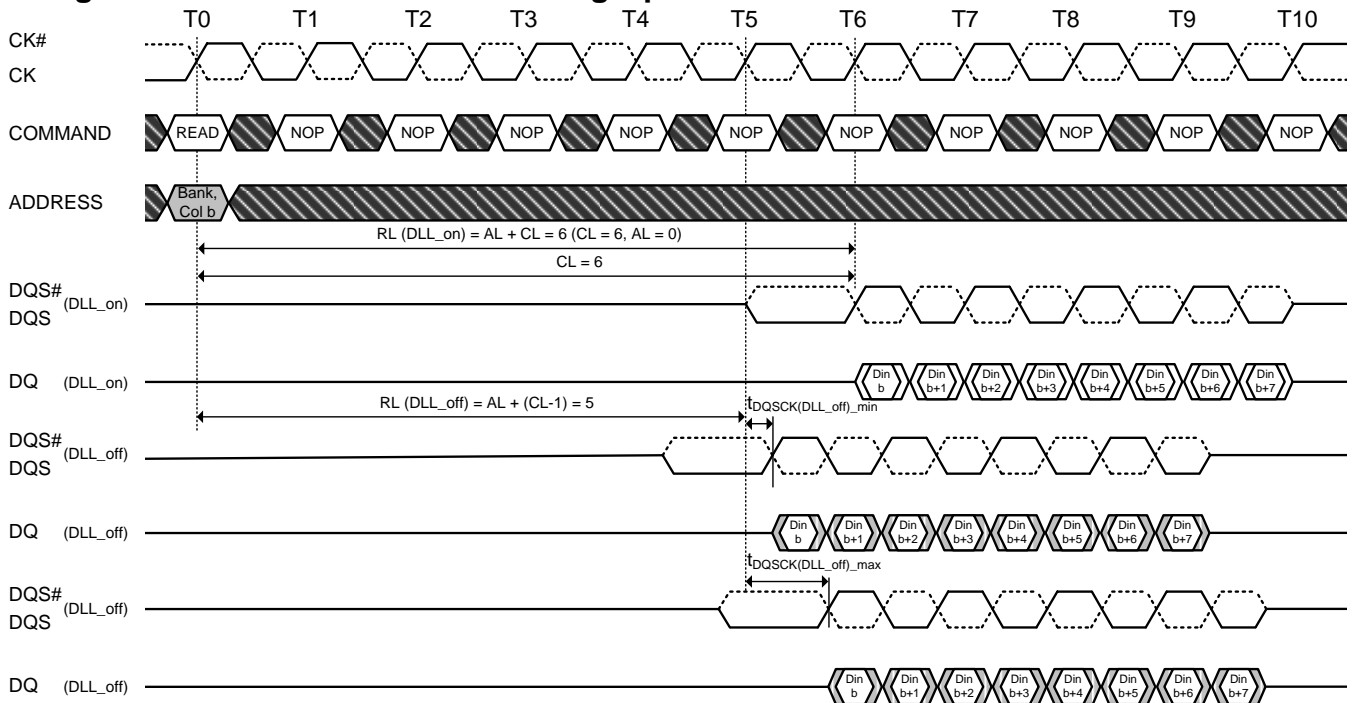 T0 T1 T2 T3 T4 T5 T6 T7 T8 T9 T10
CK#
CK
COMMAND READ NOP NOP NOP NOP NOP NOP NOP NOP NOP NOP
ADDRESS Bank, Col b
RL (DLL_on) = AL + CL = 6 (CL = 6, AL = 0)
CL = 6
DQS# (DLL_on)
DQS
DQ (DLL_on) Din b Din b+1 Din b+2 Din b+3 Din b+4 Din b+5 Din b+6 Din b+7
RL (DLL_off) = AL + (CL-1) = 5 tDQSCK(DLL_off)_min
DQS# (DLL_off)
DQS
DQ (DLL_off) Din b Din b+1 Din b+2 Din b+3 Din b+4 Din b+5 Din b+6 Din b+7
tDQSCK(DLL_off)_max
DQS# (DLL_off)
DQS
DQ (DLL_off) Din b Din b+1 Din b+2 Din b+3 Din b+4 Din b+5 Din b+6 Din b+7